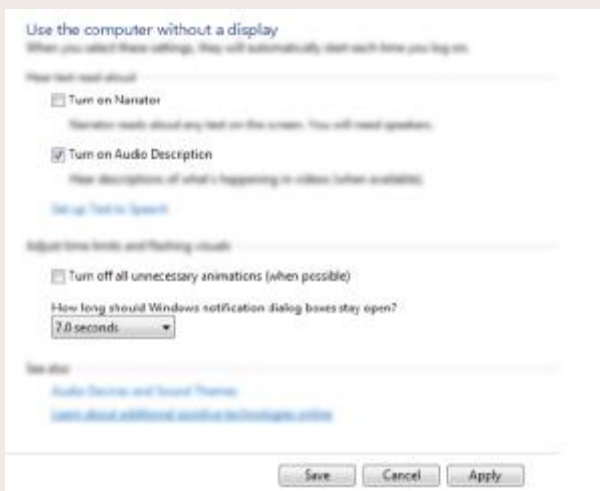 Use the computer without a display
When you select these settings, they will automatically start each time you log on.
Hear text read aloud
Turn on Narrator
Narrator reads aloud any text on the screen. You will need speakers.
Turn on Audio Description
Hear descriptions of what's happening in videos (when available).
Set up Text to Speech
Adjust time limits and flashing visuals
Turn off all unnecessary animations (when possible)
How long should Windows notification dialog boxes stay open?
7.0 seconds
See also
Audio Devices and Sound Themes
Learn about additional assistive technologies online
Save Cancel Apply